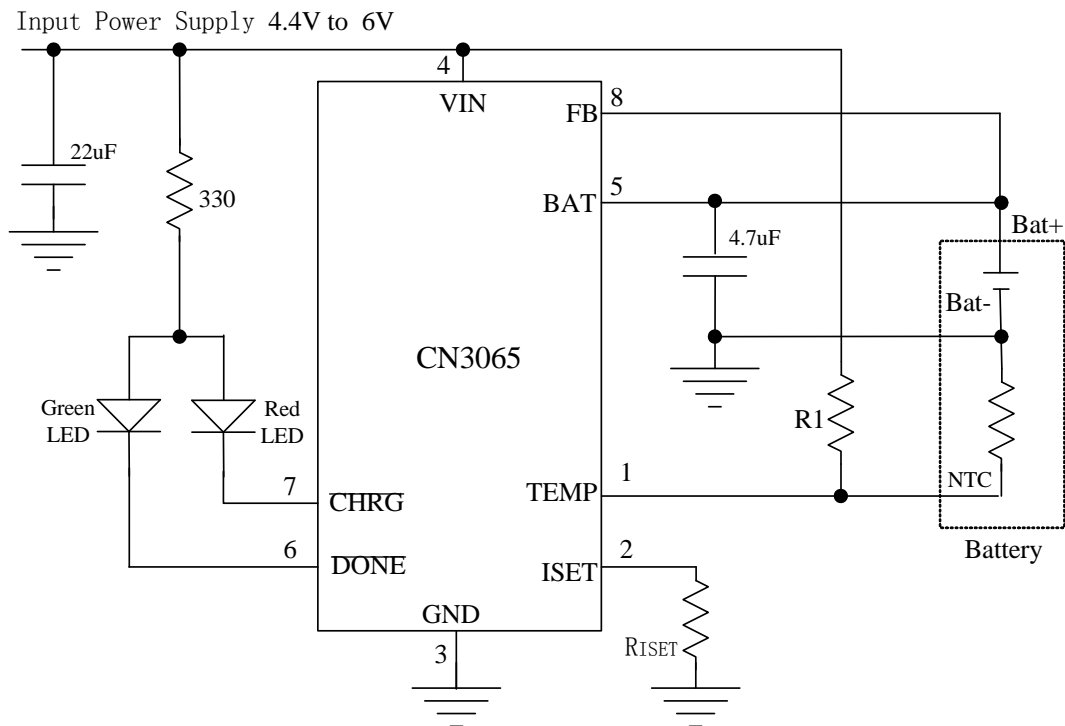 Input Power Supply 4.4V to 6V
4
VIN
8
FB
22uF
330
5
BAT
4.7uF
Bat+
Bat-
CN3065
Green
LED
Red
LED
R1
7
CHRG
1
TEMP
NTC
6
DONE
2
ISET
Battery
GND
3
RISET